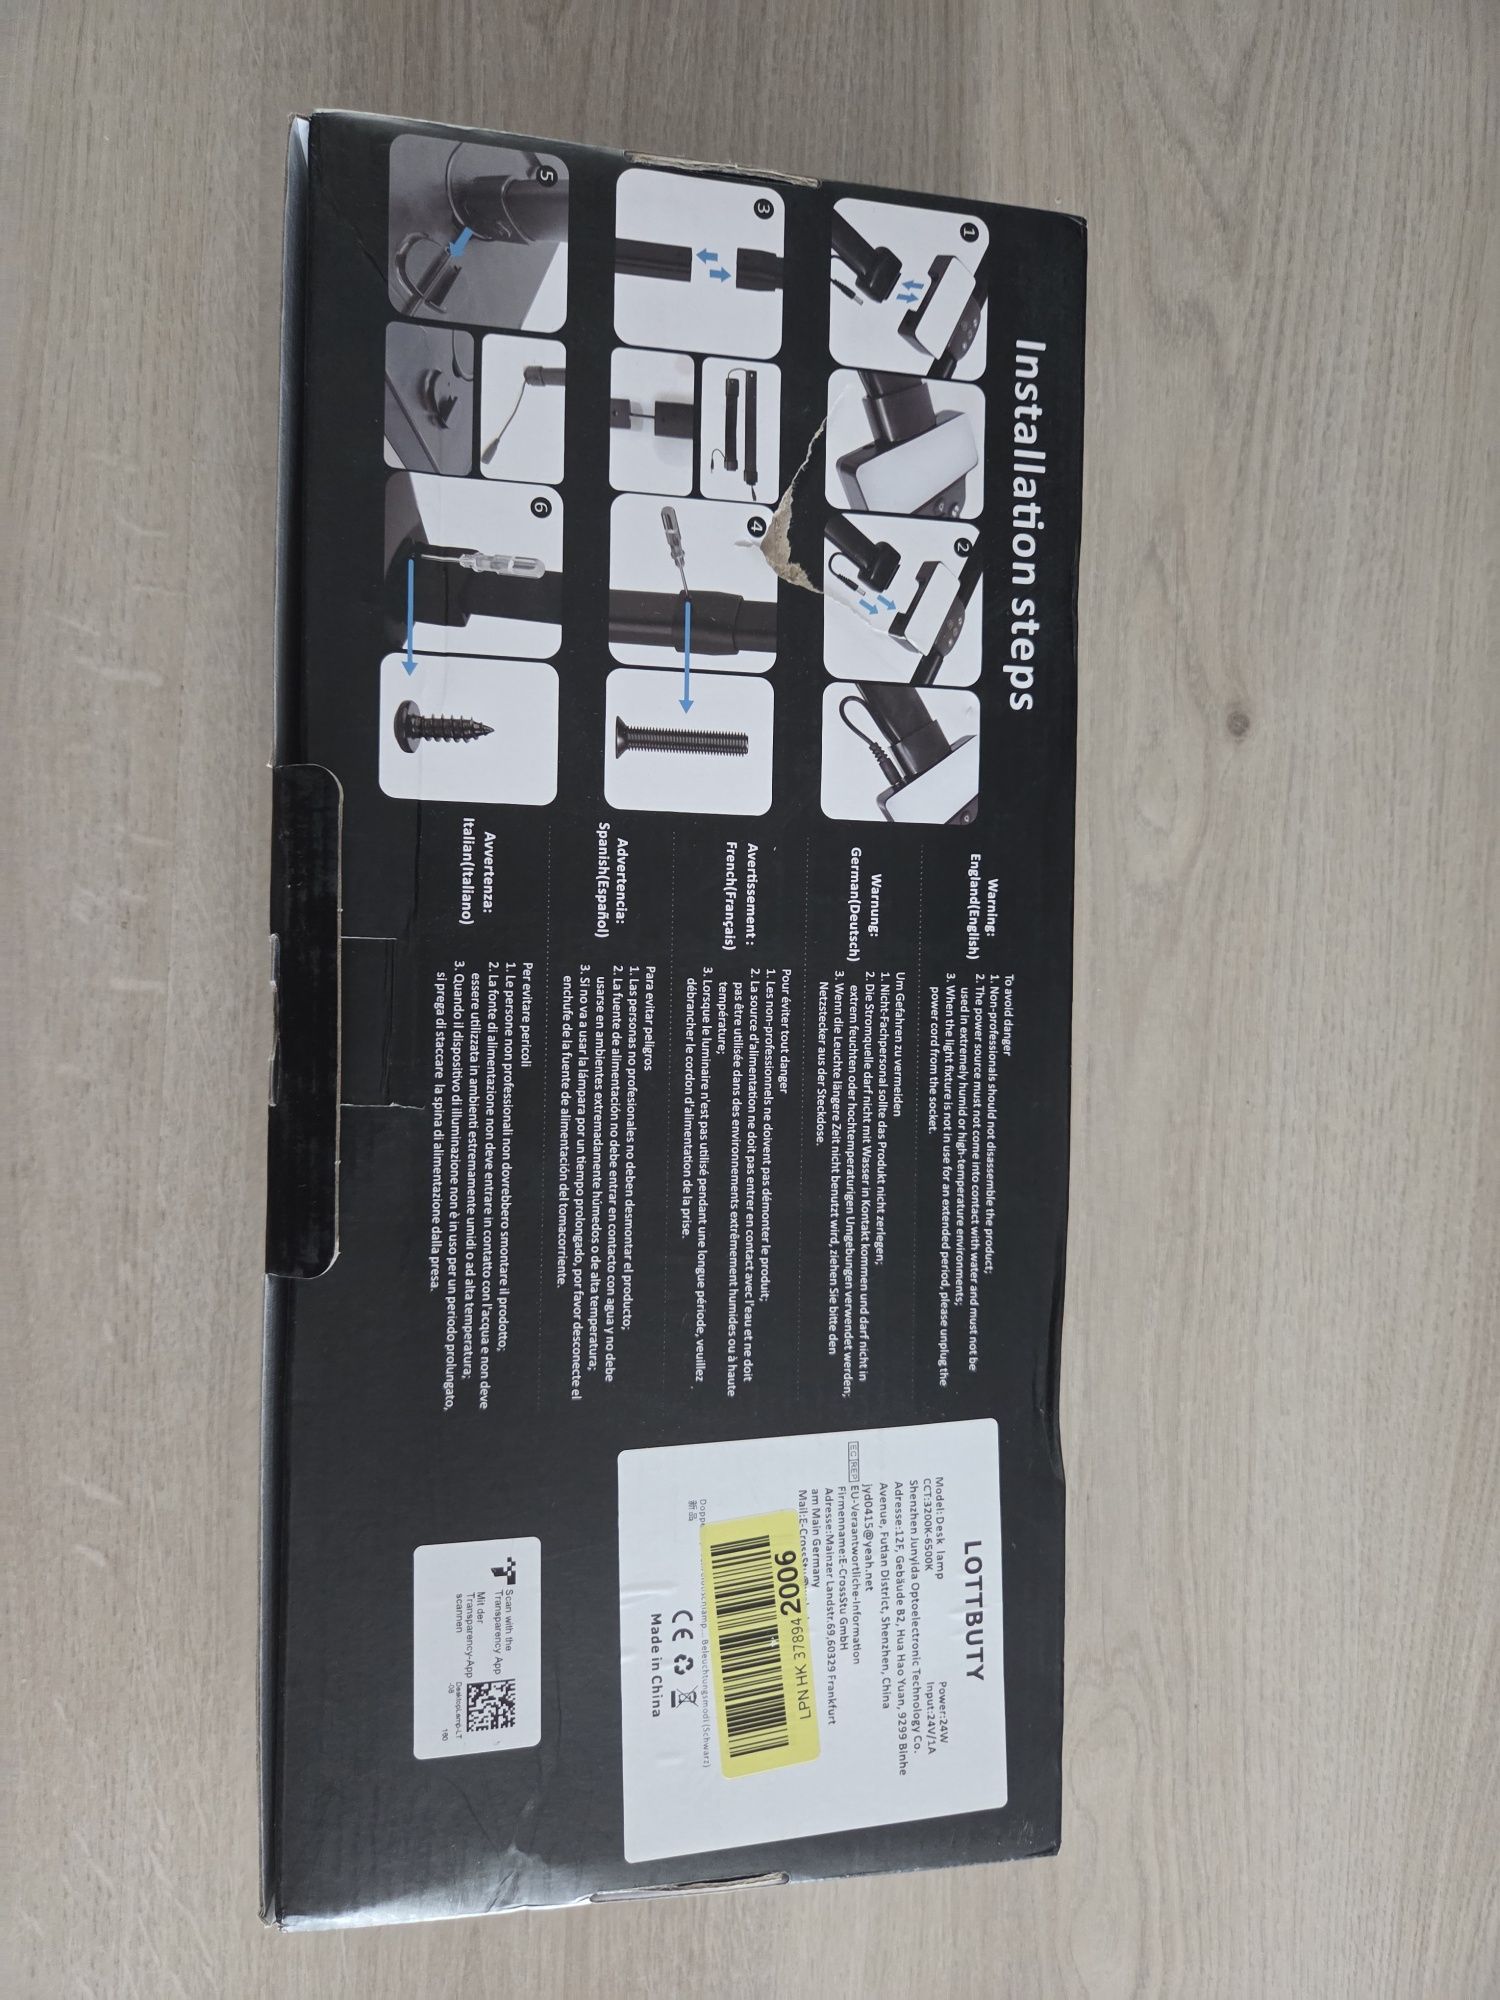 Installation steps
1
2
3
4
5
6
Warning:
England(English)
To avoid danger
1. Non-professionals should not disassemble the product;
2. The power source must not come into contact with water and must not be
used in extremely humid or high-temperature environments;
3. When the light fixture is not in use for an extended period, please unplug the
power cord from the socket.
Warnung:
German(Deutsch)
Um Gefahren zu vermeiden
1. Nicht-Fachpersonal sollte das Produkt nicht zerlegen;
2. Die Stromquelle darf nicht mit Wasser in Kontakt kommen und darf nicht in
extrem feuchten oder hochtemperaturigen Umgebungen verwendet werden;
3. Wenn die Leuchte längere Zeit nicht benutzt wird, ziehen Sie bitte den
Netzstecker aus der Steckdose.
Avertissement :
French(Français)
Pour éviter tout danger
1. Les non-professionnels ne doivent pas démonter le produit;
2. La source d'alimentation ne doit pas entrer en contact avec l'eau et ne doit
pas être utilisée dans des environnements extrêmement humides ou à haute
température;
3. Lorsque le luminaire n'est pas utilisé pendant une longue période, veuillez
débrancher le cordon d'alimentation de la prise.
Advertencia:
Spanish(Español)
Para evitar peligros
1. Las personas no profesionales no deben desmontar el producto;
2. La fuente de alimentación no debe entrar en contacto con agua y no debe
usarse en ambientes extremadamente húmedos o de alta temperatura;
3. Si no va a usar la lámpara por un tiempo prolongado, por favor desconecte el
enchufe de la fuente de alimentación del tomacorriente.
Avvertenza:
Italian(Italiano)
Per evitare pericoli
1. Le persone non professionali non dovrebbero smontare il prodotto;
2. La fonte di alimentazione non deve entrare in contatto con l'acqua e non deve
essere utilizzata in ambienti estremamente umidi o ad alta temperatura;
3. Quando il dispositivo di illuminazione non è in uso per un periodo prolungato,
si prega di staccare la spina di alimentazione dalla presa.
LOTTBUTY
Model:Desk lamp Power:24W
CCT:3200K-6500K Input:24V/1A
Shenzhen Junyida Optoelectronic Technology Co.
Adresse:12F, Gebäude B2, Hua Hao Yuan, 9299 Binhe
Avenue, Futian District, Shenzhen, China
jyd0415@yeah.net
EC REP EU-Veraantwortliche-Information
Firmenname:E-CrossStu GmbH
Adresse:Mainzer Landstr.69,60329 Frankfurt
am Main Germany
LPN HK 37894 2006
Beleuchtungsmodi (Schwarz)
新品
CE
Made in China
Scan with the
Transparency App
Mit der
Transparency-App
scannen
DesktopLamp-LT
-08
160